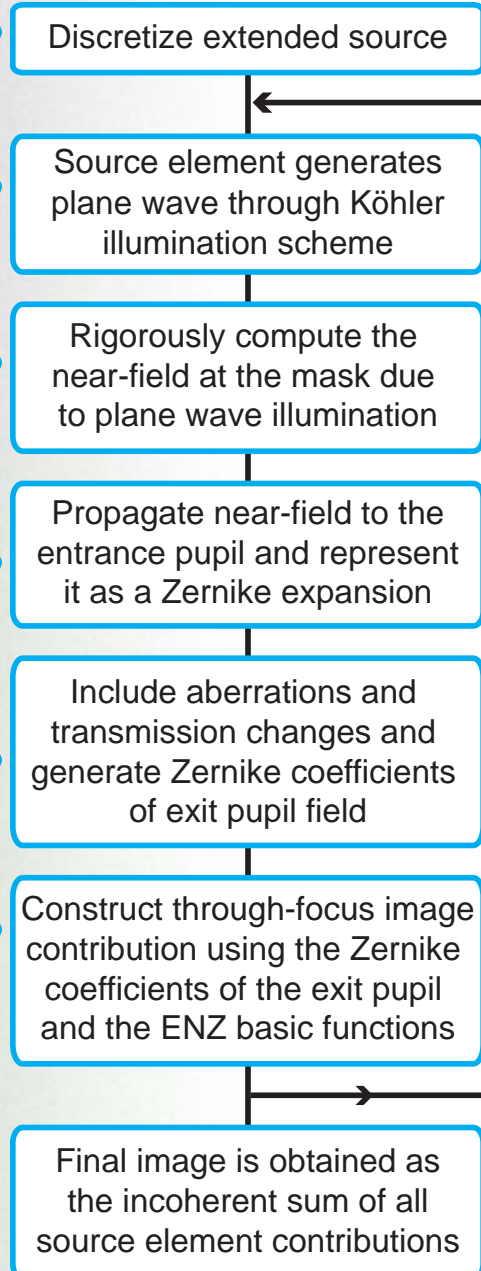 Discretize extended source
Source element generates
plane wave through Köhler
illumination scheme
Rigorously compute the
near-field at the mask due
to plane wave illumination
Propagate near-field to the
entrance pupil and represent
it as a Zernike expansion
Include aberrations and
transmission changes and
generate Zernike coefficients
of exit pupil field
Construct through-focus image
contribution using the Zernike
coefficients of the exit pupil
and the ENZ basic functions
Final image is obtained as
the incoherent sum of all
source element contributions